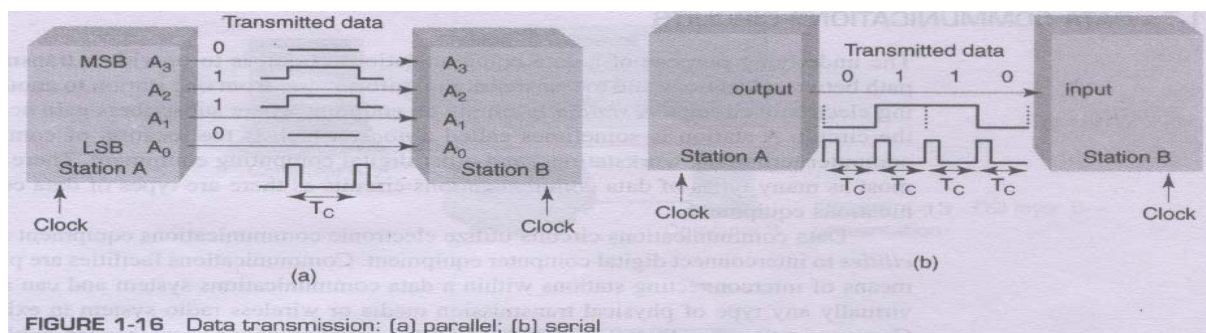 Transmitted data
0
MSB A3 A3
1
A2 A2
1
A1 A1
0
LSB A0 A0
Station A Station B
TC
Clock Clock
(a)
Transmitted data
0 1 1 0
output input
Station A Station B
TC TC TC TC
Clock Clock
(b)
FIGURE 1-16 Data transmission: (a) parallel; (b) serial